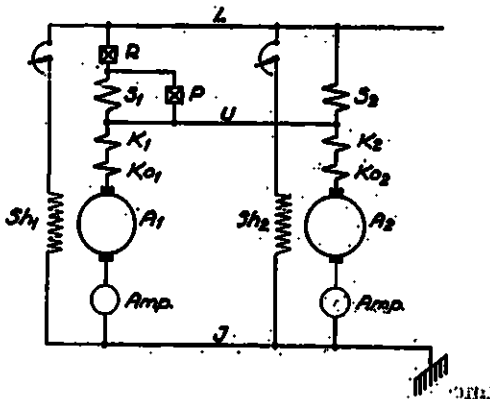 L.
R
S₁
P
S₂
U
K₁
K₂
Ko₁
Ko₂
Sh₁
A₁
Sh₂
A₂
Amp.
Amp.
J